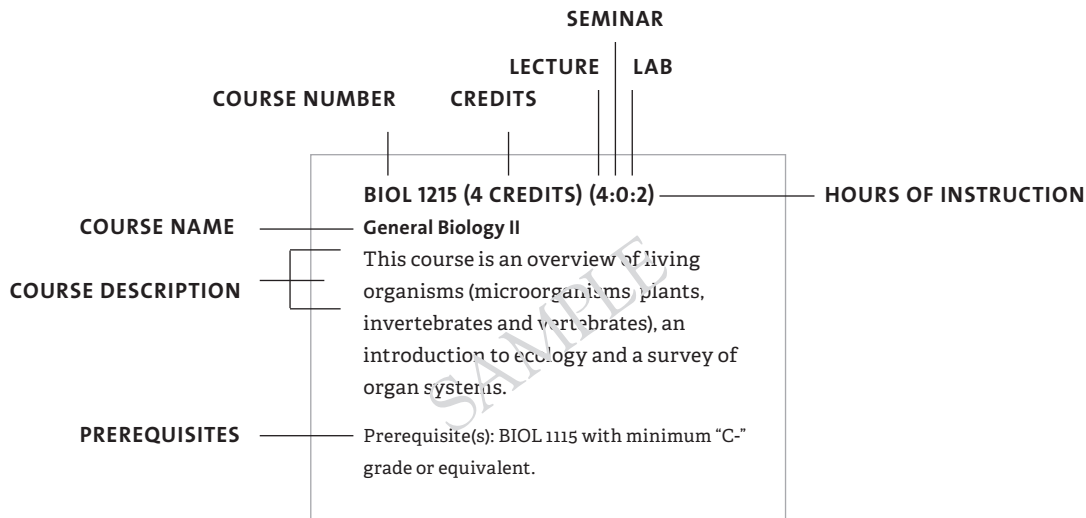 SEMINAR
LECTURE LAB
COURSE NUMBER CREDITS
BIOL 1215 (4 CREDITS) (4:0:2) HOURS OF INSTRUCTION
COURSE NAME General Biology II
This course is an overview of living
COURSE DESCRIPTION organisms (microorganisms, plants,
invertebrates and vertebrates), an
introduction to ecology and a survey of
organ systems.
SAMPLE
PREREQUISITES Prerequisite(s): BIOL 1115 with minimum “C-”
grade or equivalent.